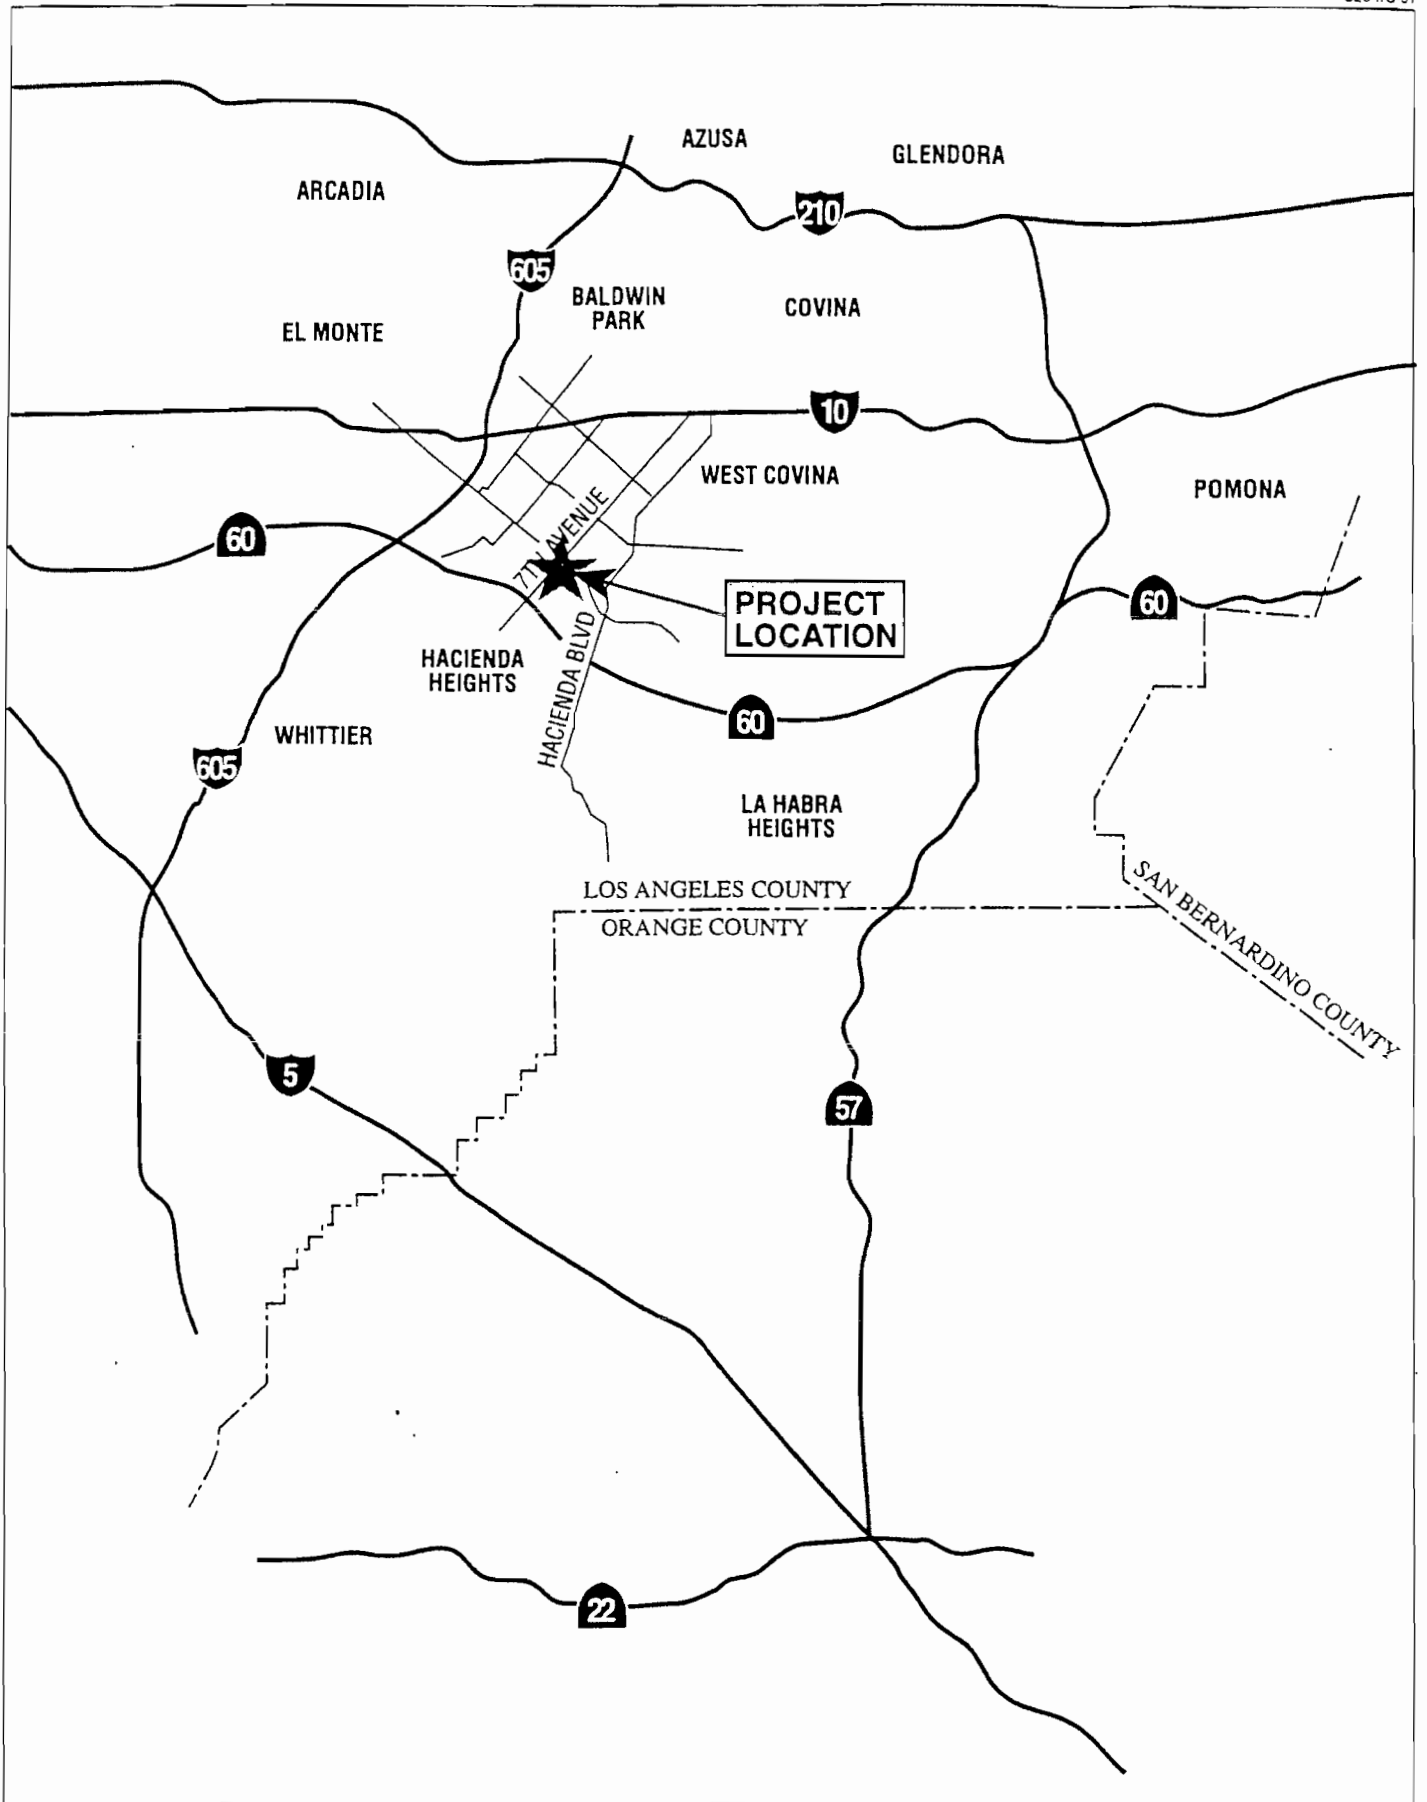 AZUSA
GLENDORA
ARCADIA
210
605
BALDWIN
PARK
COVINA
EL MONTE
10
WEST COVINA
POMONA
7TH AVENUE
60
PROJECT
LOCATION
60
HACIENDA
HEIGHTS
HACIENDA BLVD
60
WHITTIER
605
LA HABRA
HEIGHTS
LOS ANGELES COUNTY
ORANGE COUNTY
SAN BERNARDINO COUNTY
5
57
22